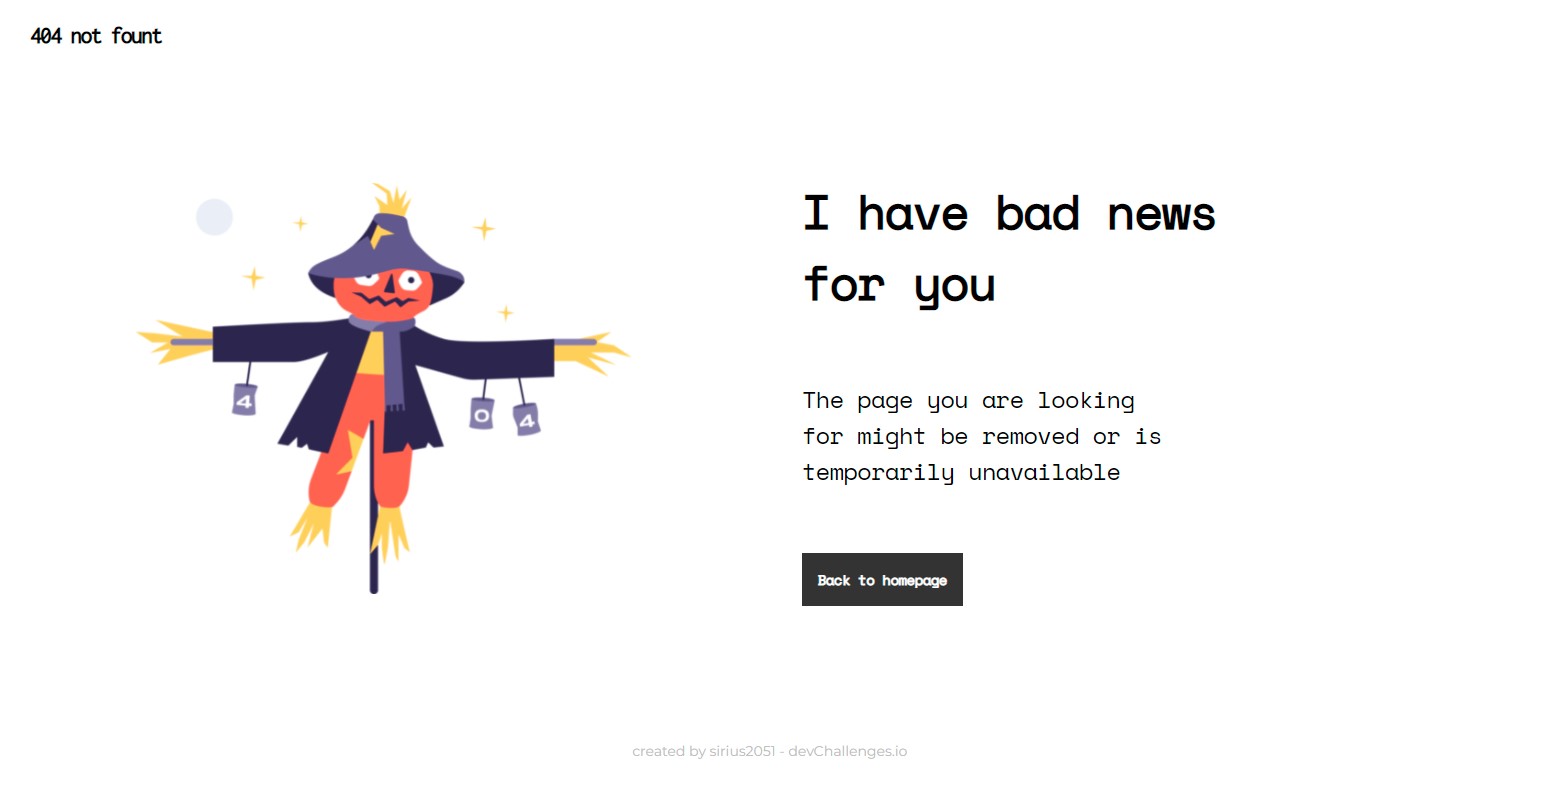 404 not fount
I have bad news
for you
The page you are looking
for might be removed or is
temporarily unavailable
4
0
4
Back to homepage
created by sirius2051 - devChallenges.io